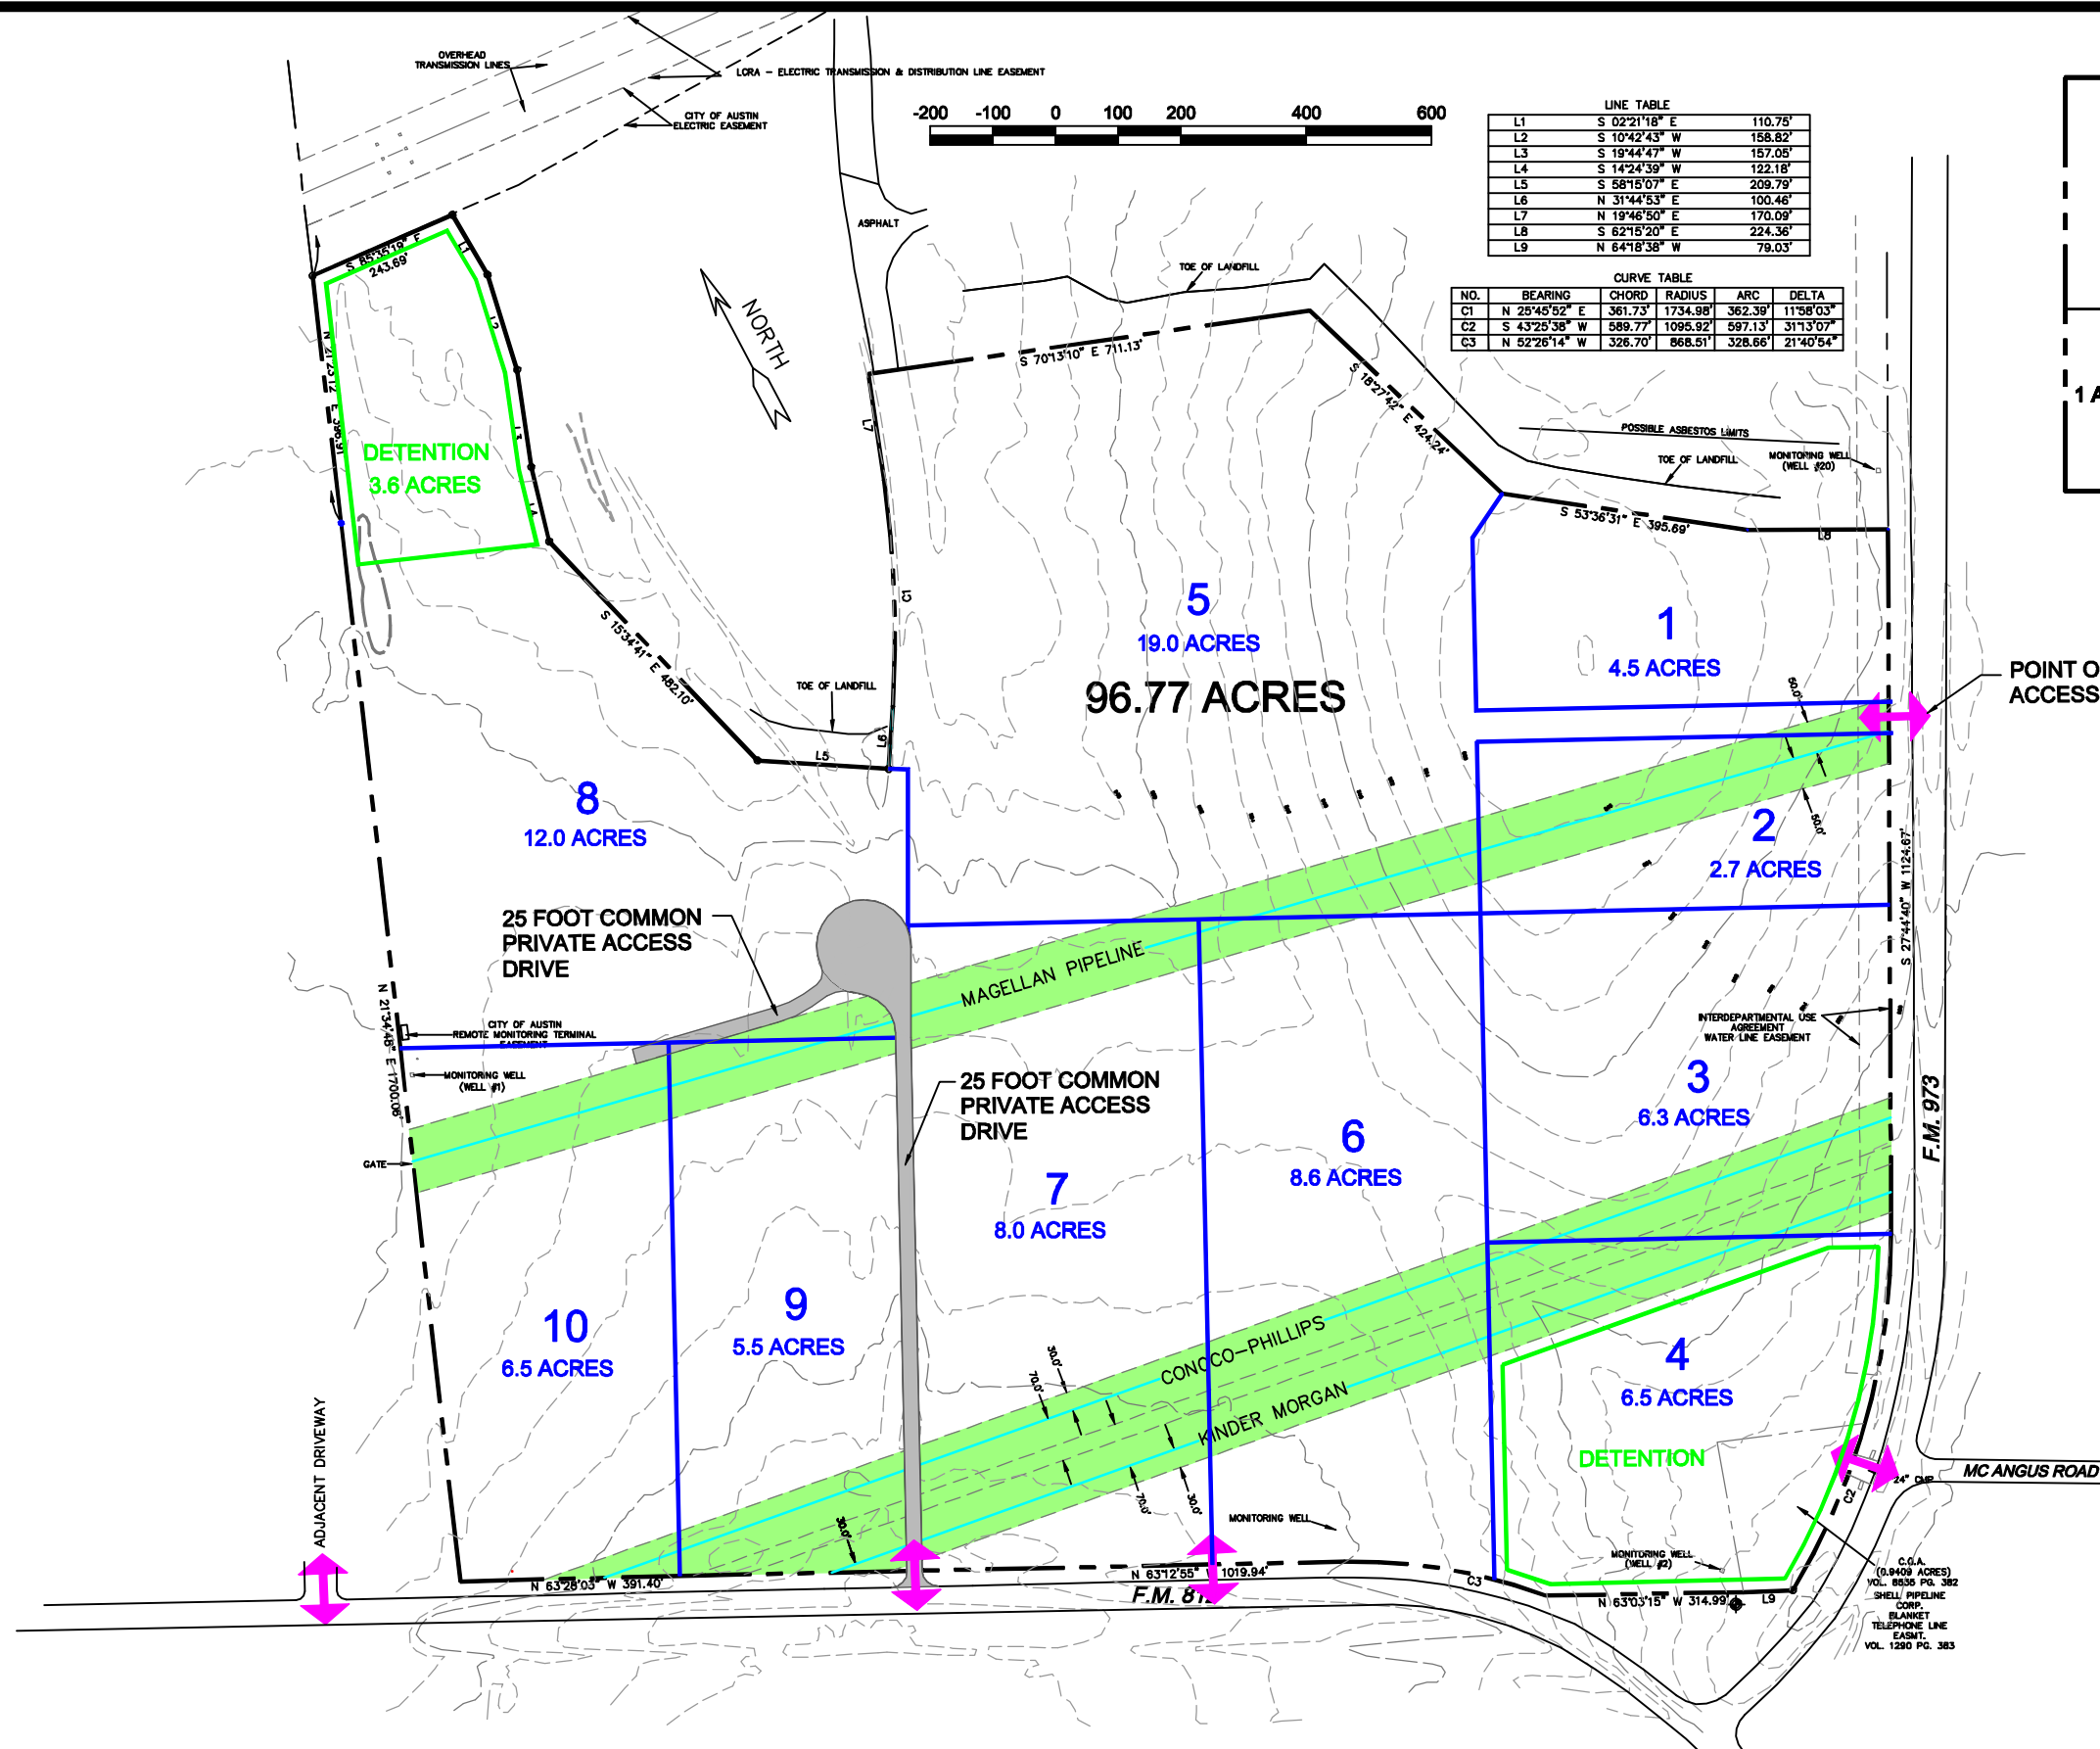 OVERHEAD
TRANSMISSION LINES
LCRA - ELECTRIC TRANSMISSION & DISTRIBUTION LINE EASEMENT
CITY OF AUSTIN
ELECTRIC EASEMENT
-200 -100 0 100 200 400 600
LINE TABLE
L1 S 02°21'18" E 110.75'
L2 S 10°42'43" W 158.82'
L3 S 19°44'47" W 157.05'
L4 S 14°24'39" W 122.18'
L5 S 58°15'07" E 209.79'
L6 N 31°44'53" E 100.46'
L7 N 19°46'50" E 170.09'
L8 S 62°15'20" E 224.36'
L9 N 64°18'38" W 79.03'
CURVE TABLE
NO. BEARING CHORD RADIUS ARC DELTA
C1 N 25°45'52" E 361.73' 1734.98' 362.39' 11°58'03"
C2 S 43°25'38" W 589.77' 1095.92' 597.13' 31°13'07"
C3 N 52°26'14" W 326.70' 868.51' 328.66' 21°40'54"
1 A
ASPHALT
NORTH
TOE OF LANDFILL
S 85°35'19" E
243.69'
L1
L2
L3
L4
DETENTION
3.6 ACRES
S 70°13'10" E 711.13'
S 18°27'42" E 424.24'
L7
POSSIBLE ASBESTOS LIMITS
TOE OF LANDFILL
MONITORING WELL
(WELL #20)
S 53°36'31" E 395.69'
L8
C1
5
19.0 ACRES
96.77 ACRES
1
4.5 ACRES
POINT O
ACCESS
S 15°34'41" E 482.10'
TOE OF LANDFILL
L5
L6
50.0'
50.0'
8
12.0 ACRES
2
2.7 ACRES
S 27°44'40" W 1124.67'
25 FOOT COMMON
PRIVATE ACCESS
DRIVE
MAGELLAN PIPELINE
N 21°34'48" E 1700.06'
CITY OF AUSTIN
REMOTE MONITORING TERMINAL
EASEMENT
MONITORING WELL
(WELL #1)
GATE
25 FOOT COMMON
PRIVATE ACCESS
DRIVE
INTERDEPARTMENTAL USE
AGREEMENT
WATER LINE EASEMENT
3
6.3 ACRES
F.M. 973
6
8.6 ACRES
7
8.0 ACRES
9
5.5 ACRES
10
6.5 ACRES
CONOCO-PHILLIPS
KINDER MORGAN
30.0'
70.0'
70.0'
30.0'
30.0'
4
6.5 ACRES
DETENTION
MC ANGUS ROAD
24" CMP
C2
ADJACENT DRIVEWAY
MONITORING WELL
MONITORING WELL
(WELL #2)
N 63°28'03" W 391.40'
N 63°12'55" W 1019.94'
F.M. 812
C3
N 63°03'15" W 314.99'
L9
C.O.A.
(0.9409 ACRES)
VOL. 8635 PG. 382
SHELL PIPELINE
CORP.
BLANKET
TELEPHONE LINE
EASMT.
VOL. 1290 PG. 383